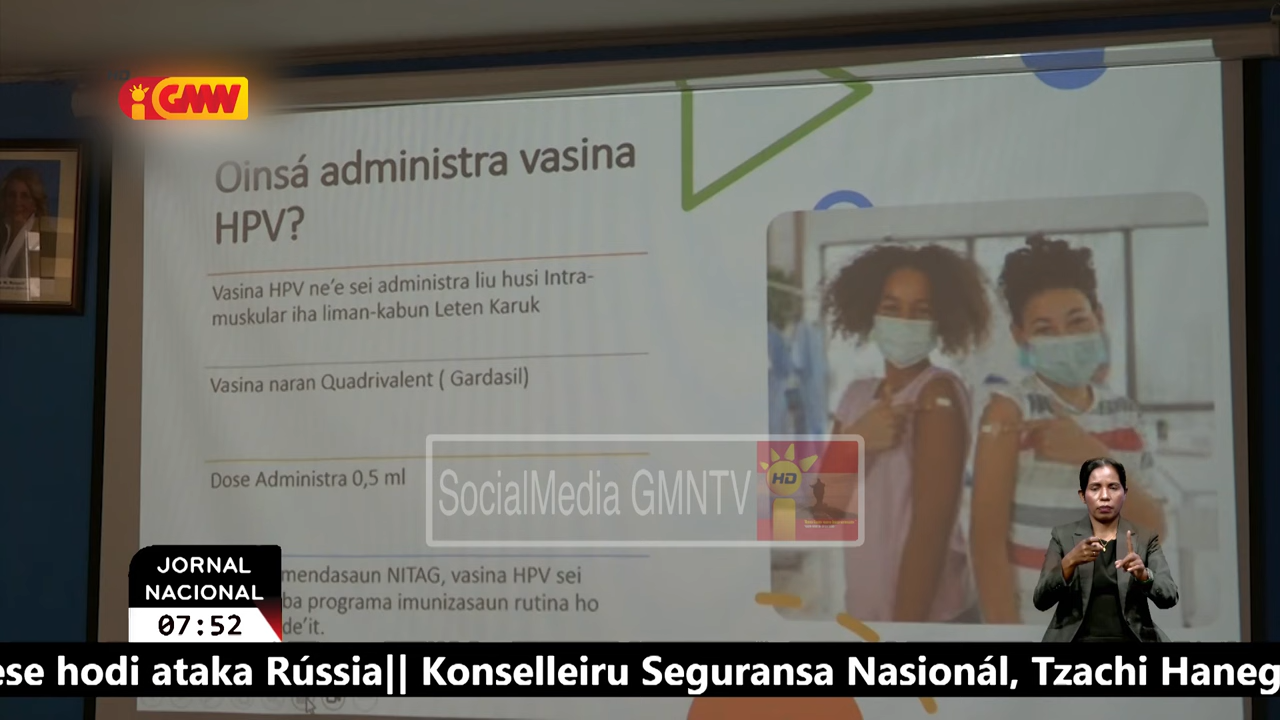 GMN
Oinsá administra vasina
HPV?
Vasina HPV ne'e sei administra liu husi Intra-
muskular iha liman-kabun Leten Karuk
Vasina naran Quadrivalent ( Gardasil)
Dose Administra 0,5 ml
SocialMedia GMNTV
HD
mendasaun NITAG, vasina HPV sei
ba programa imunizasaun rutina ho
de'it.
JORNAL
NACIONAL
07:52
ese hodi ataka Rússia|| Konselleiru Seguransa Nasionál, Tzachi Haneg